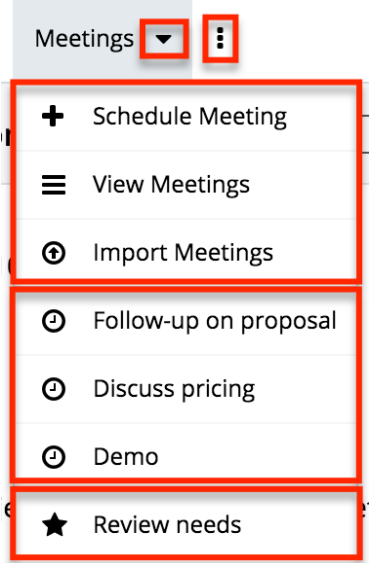 Meetings
Schedule Meeting
View Meetings
Import Meetings
Follow-up on proposal
Discuss pricing
Demo
Review needs